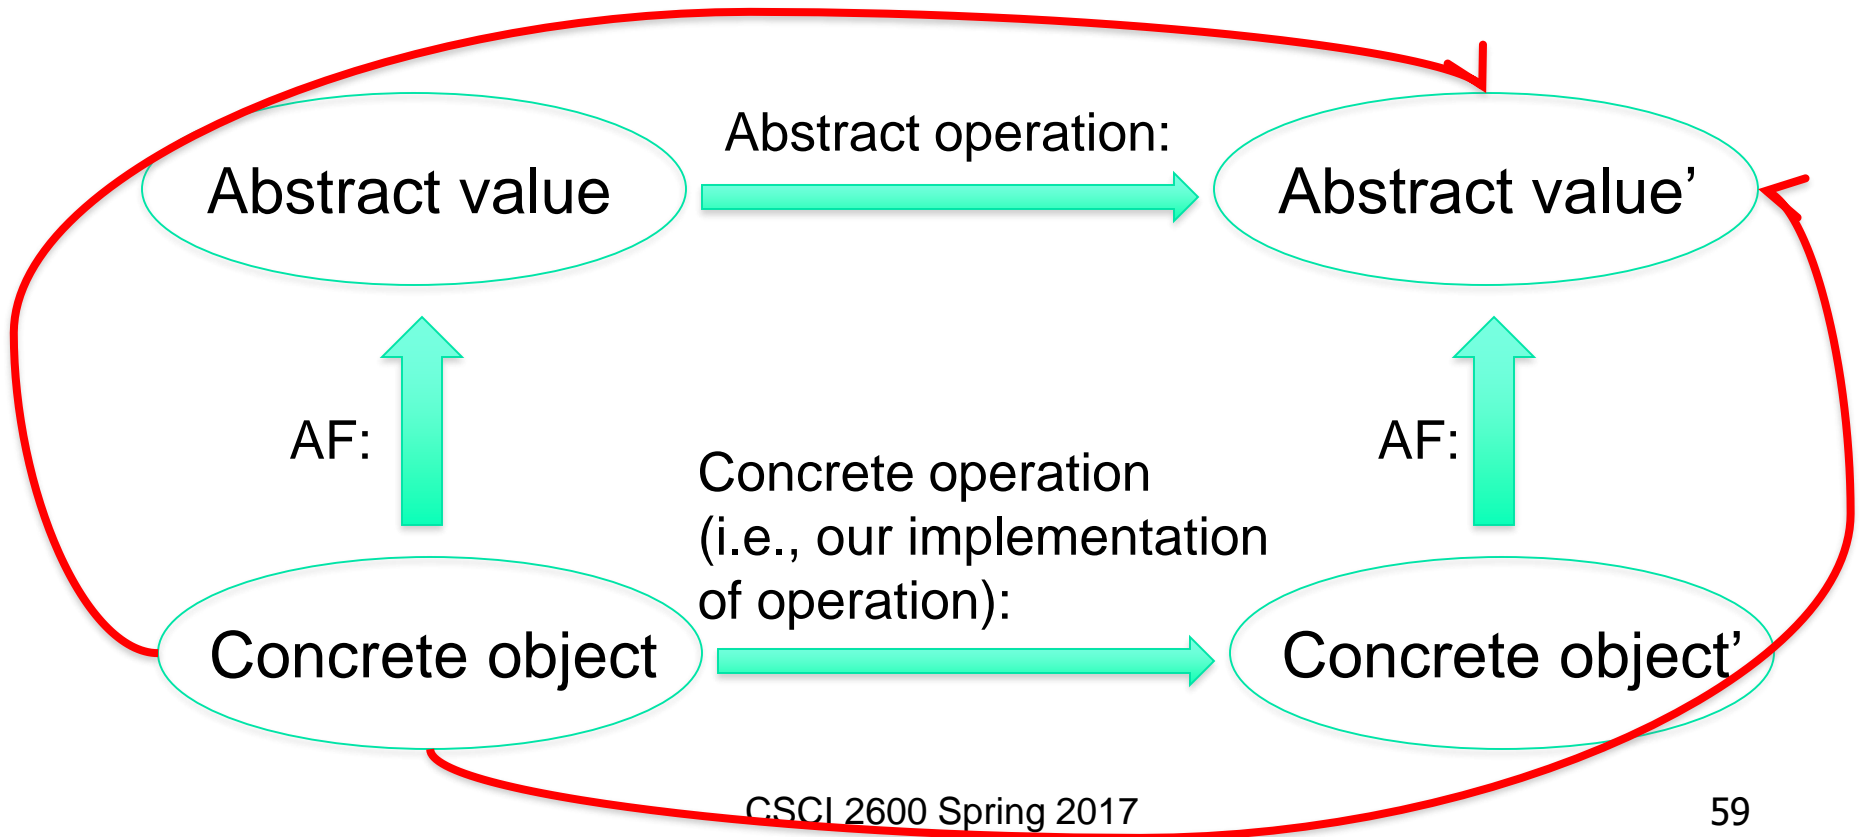 Abstract operation:
Abstract value
Abstract value’
AF:
AF:
Concrete operation
(i.e., our implementation
of operation):
Concrete object
Concrete object’
CSCI 2600 Spring 2017
59